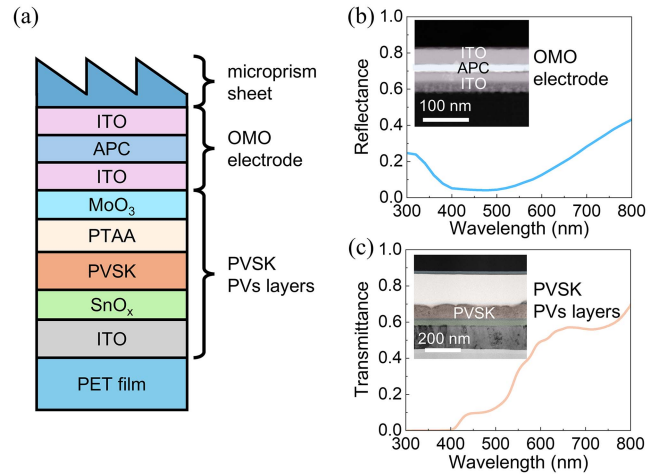 (a)
microprism
sheet
ITO
APC
ITO
OMO
electrode
MoO₃
PTAA
PVSK
SnOₓ
ITO
PVSK
PVs layers
PET film
(b)
1.0
0.8
0.6
0.4
0.2
0.0
Reflectance
ITO
APC
ITO
100 nm
OMO
electrode
300 400 500 600 700 800
Wavelength (nm)
(c)
1.0
0.8
0.6
0.4
0.2
0.0
Transmittance
PVSK
200 nm
PVSK
PVs layers
300 400 500 600 700 800
Wavelength (nm)